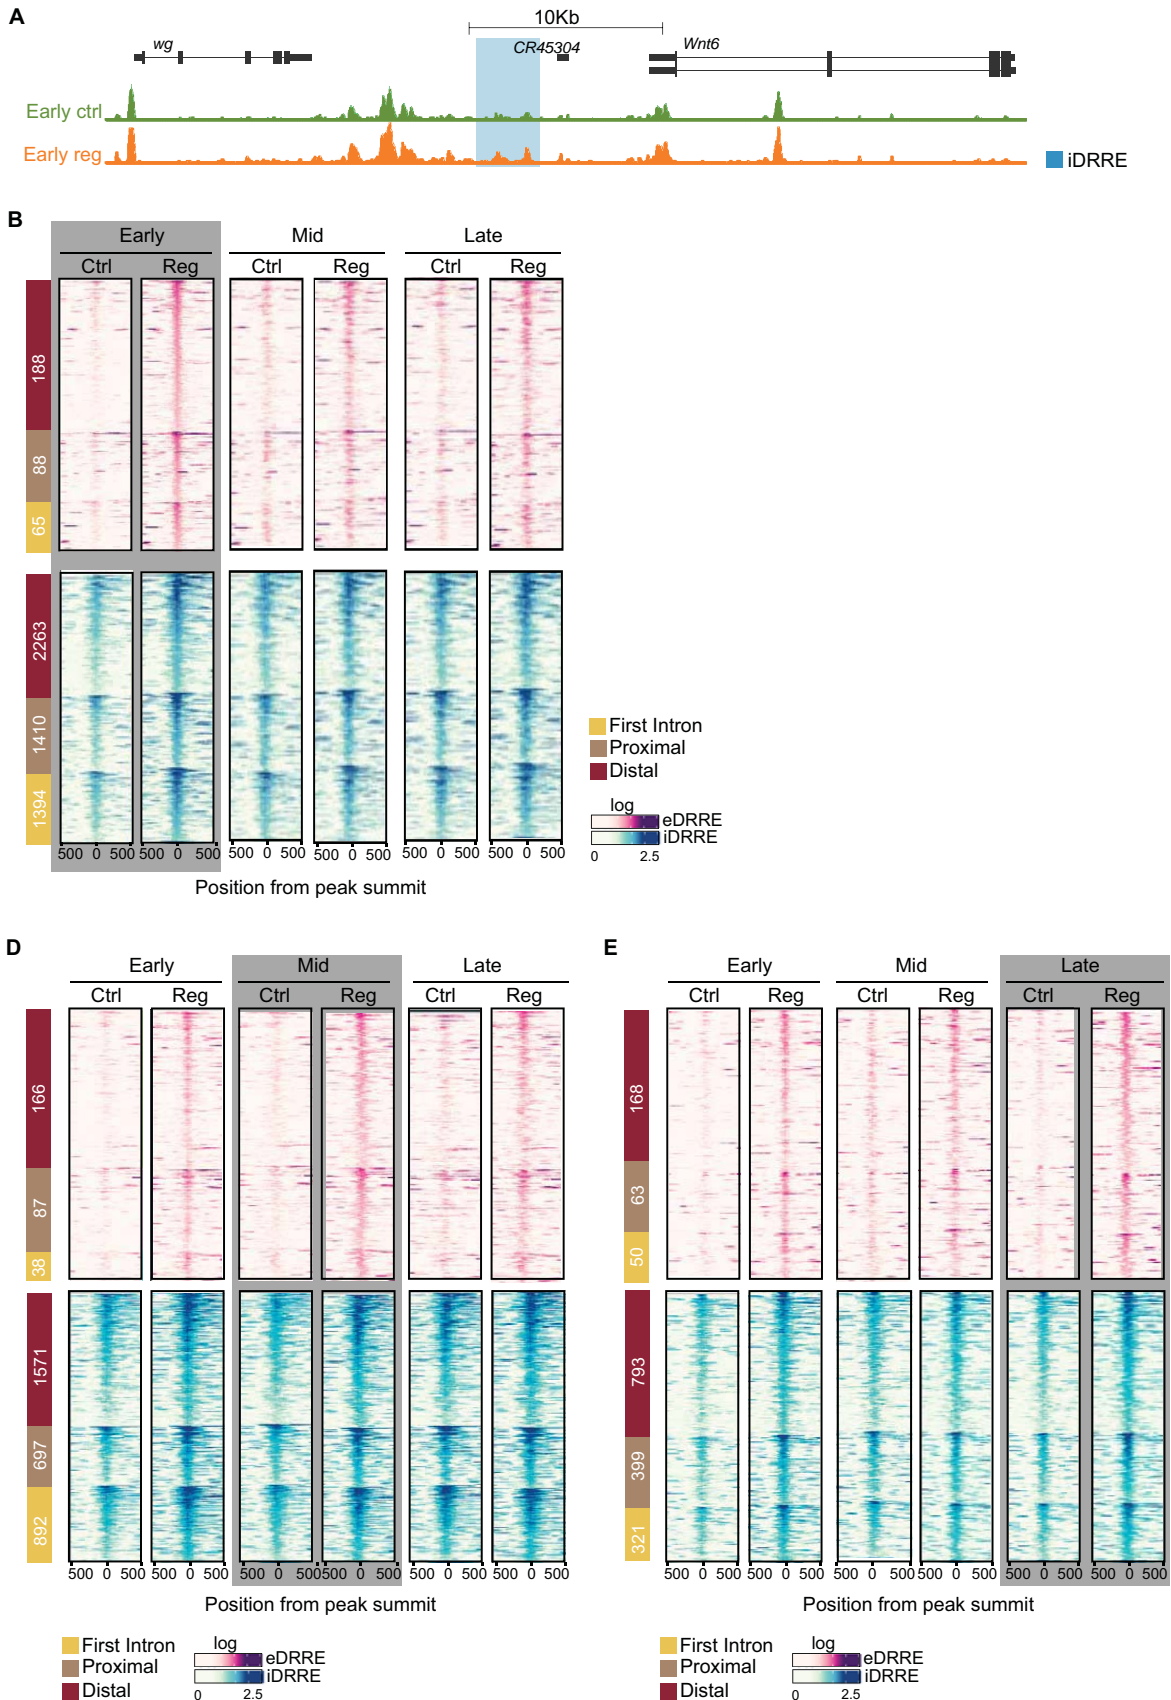 A
10Kb
wg
CR45304
Wnt6
Early ctrl
Early reg
iDRRE
B
Early Mid Late
Ctrl Reg Ctrl Reg Ctrl Reg
188
88
65
2263
1410
1394
500 0 500 500 0 500 500 0 500 500 0 500 500 0 500 500 0 500
Position from peak summit
First Intron
Proximal
Distal
log
eDRRE
iDRRE
0 2.5
D
Early Mid Late
Ctrl Reg Ctrl Reg Ctrl Reg
166
87
38
1571
697
892
500 0 500 500 0 500 500 0 500 500 0 500 500 0 500 500 0 500
Position from peak summit
First Intron
Proximal
Distal
log
eDRRE
iDRRE
0 2.5
E
Early Mid Late
Ctrl Reg Ctrl Reg Ctrl Reg
168
63
50
793
399
321
500 0 500 500 0 500 500 0 500 500 0 500 500 0 500 500 0 500
Position from peak summit
First Intron
Proximal
Distal
log
eDRRE
iDRRE
0 2.5